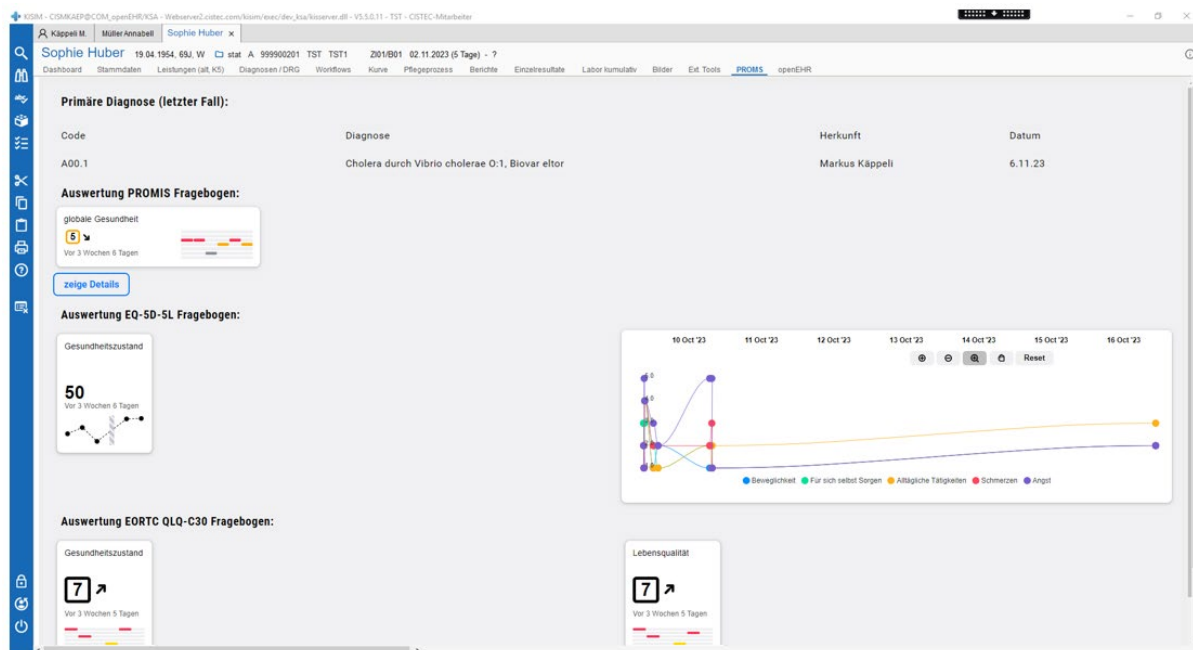 KISIM - CISMKAEP@COM_openEHR/KSA - Webserver2.cistec.com/kisim/exec/dev_ksa/kisserver.dll - V5.5.0.11 - TST - CISTEC-Mitarbeiter
Käppeli M. Müller Annabell Sophie Huber x
Sophie Huber 19.04.1954, 69J, W stat A 999900201 TST TST1 ZI01/B01 02.11.2023 (5 Tage) - ?
Dashboard Stammdaten Leistungen (alt, K5) Diagnosen / DRG Workflows Kurve Pflegeprozess Berichte Einzelresultate Labor kumulativ Bilder Ext. Tools PROMS openEHR
Primäre Diagnose (letzter Fall):
Code Diagnose Herkunft Datum
A00.1 Cholera durch Vibrio cholerae O:1, Biovar eltor Markus Käppeli 6.11.23
Auswertung PROMIS Fragebogen:
globale Gesundheit
5
Vor 3 Wochen 6 Tagen
zeige Details
Auswertung EQ-5D-5L Fragebogen:
Gesundheitszustand
50
Vor 3 Wochen 6 Tagen
10 Oct '23 11 Oct '23 12 Oct '23 13 Oct '23 14 Oct '23 15 Oct '23 16 Oct '23
Reset
Beweglichkeit Für sich selbst Sorgen Alltägliche Tätigkeiten Schmerzen Angst
Auswertung EORTC QLQ-C30 Fragebogen:
Gesundheitszustand Lebensqualität
7 7
Vor 3 Wochen 5 Tagen Vor 3 Wochen 5 Tagen